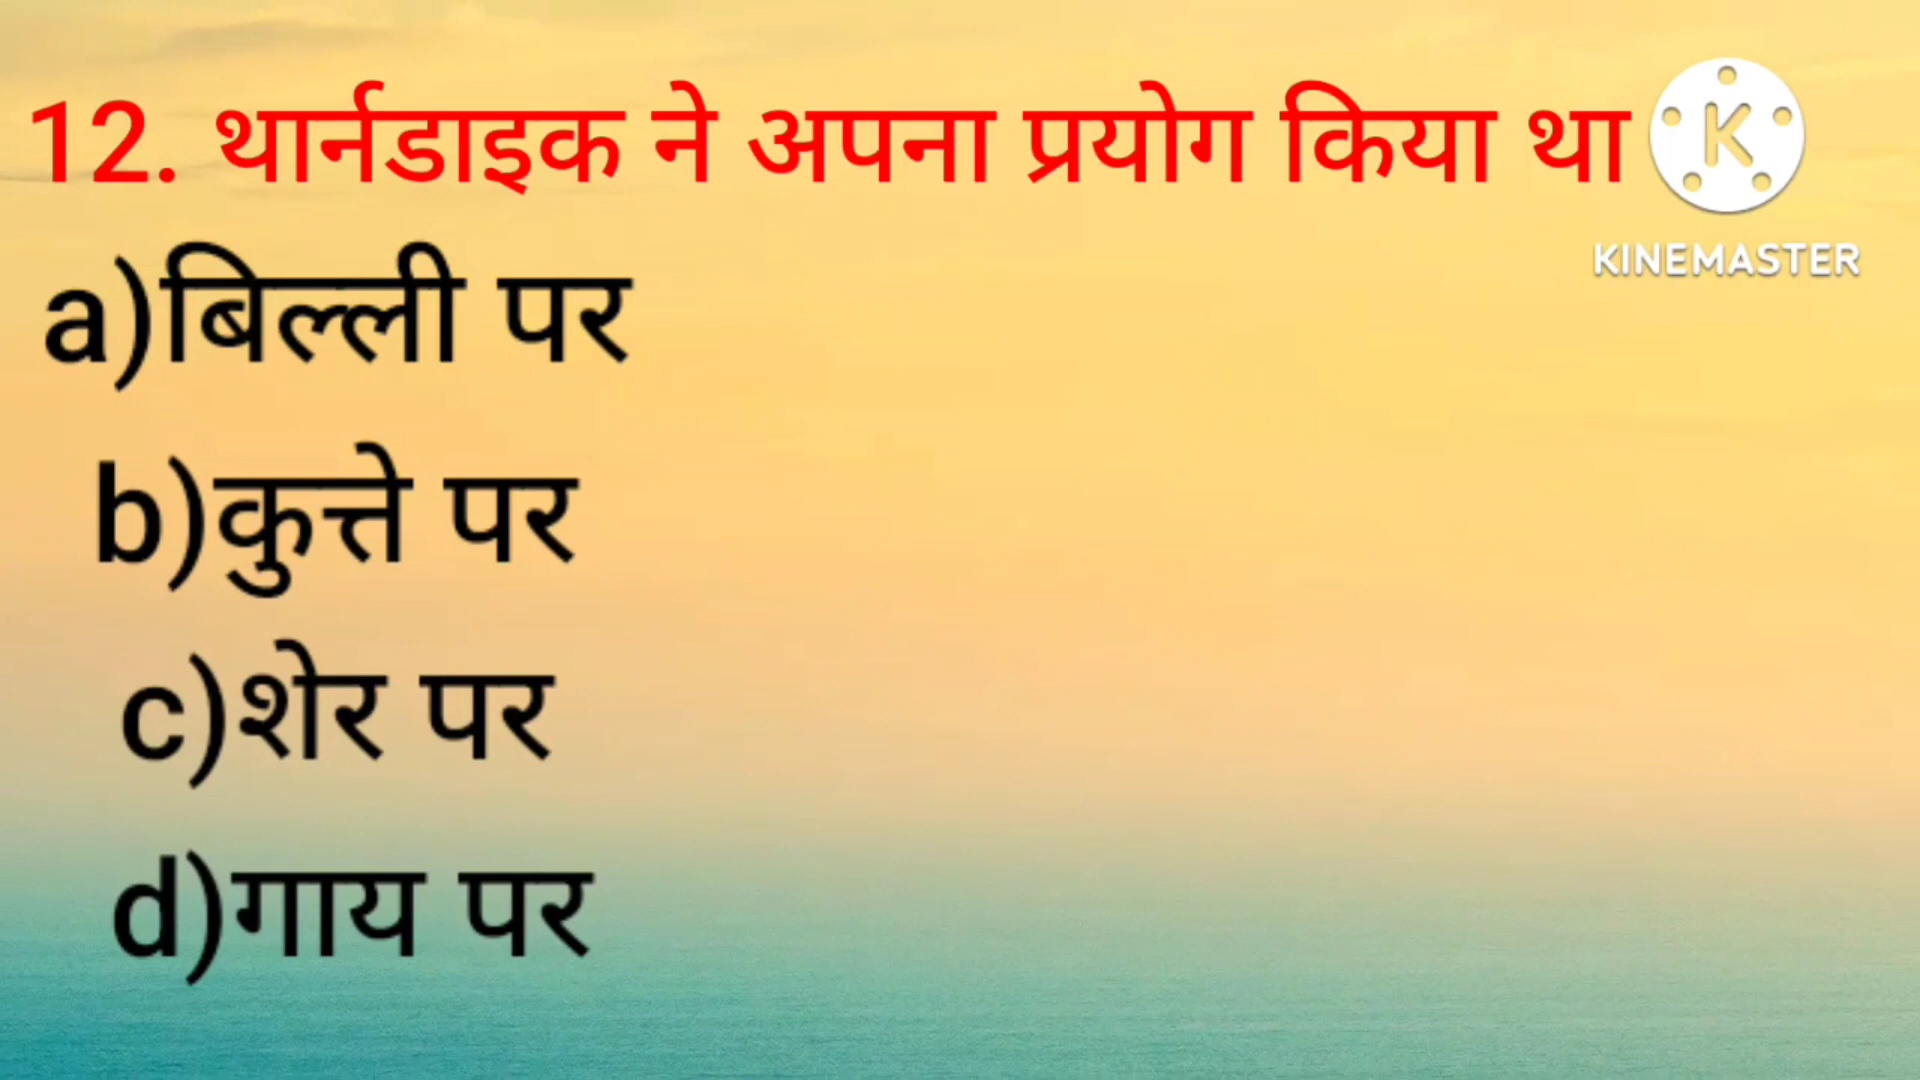 12. थार्नडाइक ने अपना प्रयोग किया था
K
KINEMASTER
a)बिल्ली पर
b)कुत्ते पर
c)शेर पर
d)गाय पर